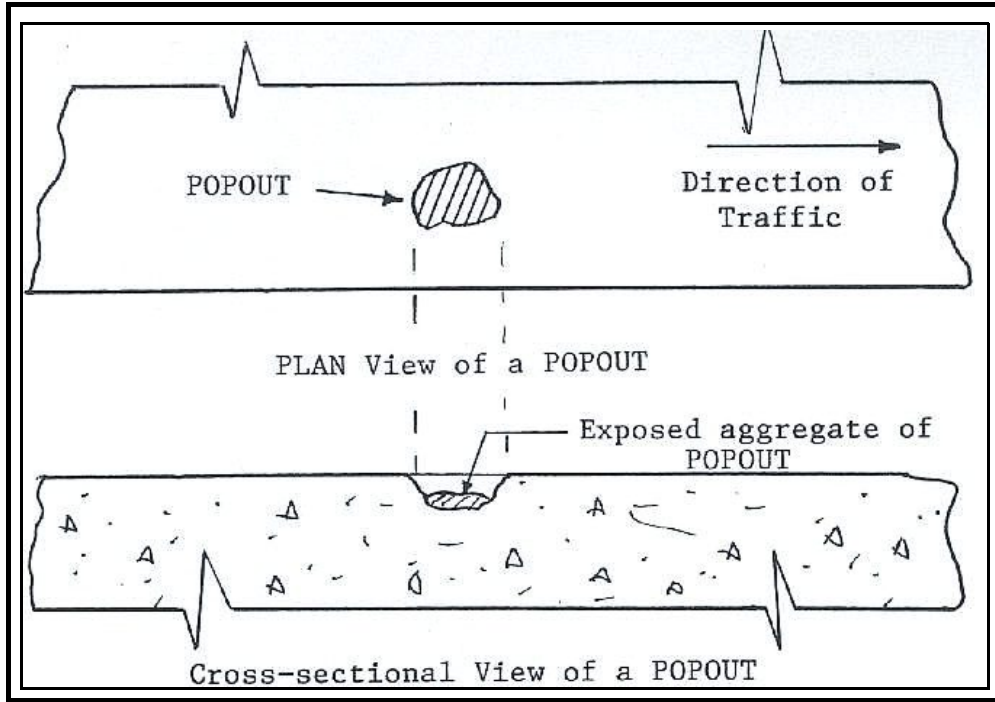 POPOUT
Direction of
Traffic
PLAN View of a POPOUT
Exposed aggregate of
POPOUT
Cross-sectional View of a POPOUT